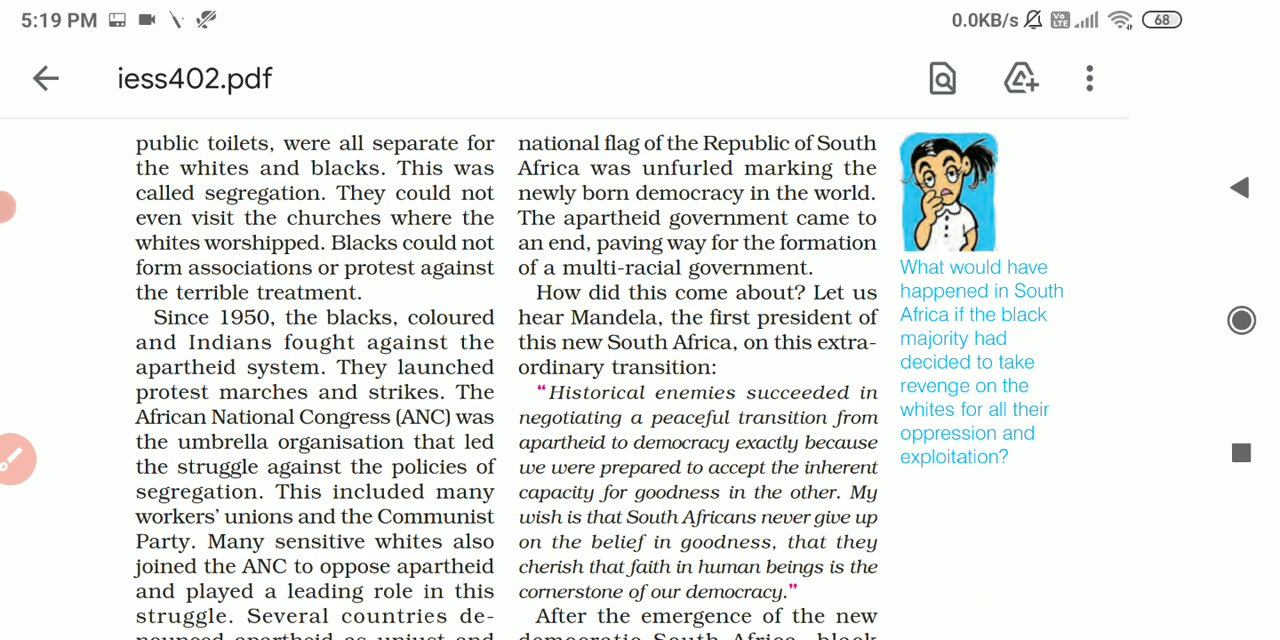 5:19 PM
0.0KB/s
Vo LTE
68
iess402.pdf
public toilets, were all separate for
the whites and blacks. This was
called segregation. They could not
even visit the churches where the
whites worshipped. Blacks could not
form associations or protest against
the terrible treatment.
Since 1950, the blacks, coloured
and Indians fought against the
apartheid system. They launched
protest marches and strikes. The
African National Congress (ANC) was
the umbrella organisation that led
the struggle against the policies of
segregation. This included many
workers' unions and the Communist
Party. Many sensitive whites also
joined the ANC to oppose apartheid
and played a leading role in this
struggle. Several countries de-
nounced apartheid as unjust and
national flag of the Republic of South
Africa was unfurled marking the
newly born democracy in the world.
The apartheid government came to
an end, paving way for the formation
of a multi-racial government.
How did this come about? Let us
hear Mandela, the first president of
this new South Africa, on this extra-
ordinary transition:
“Historical enemies succeeded in
negotiating a peaceful transition from
apartheid to democracy exactly because
we were prepared to accept the inherent
capacity for goodness in the other. My
wish is that South Africans never give up
on the belief in goodness, that they
cherish that faith in human beings is the
cornerstone of our democracy.”
After the emergence of the new
democratic South Africa, black
What would have
happened in South
Africa if the black
majority had
decided to take
revenge on the
whites for all their
oppression and
exploitation?